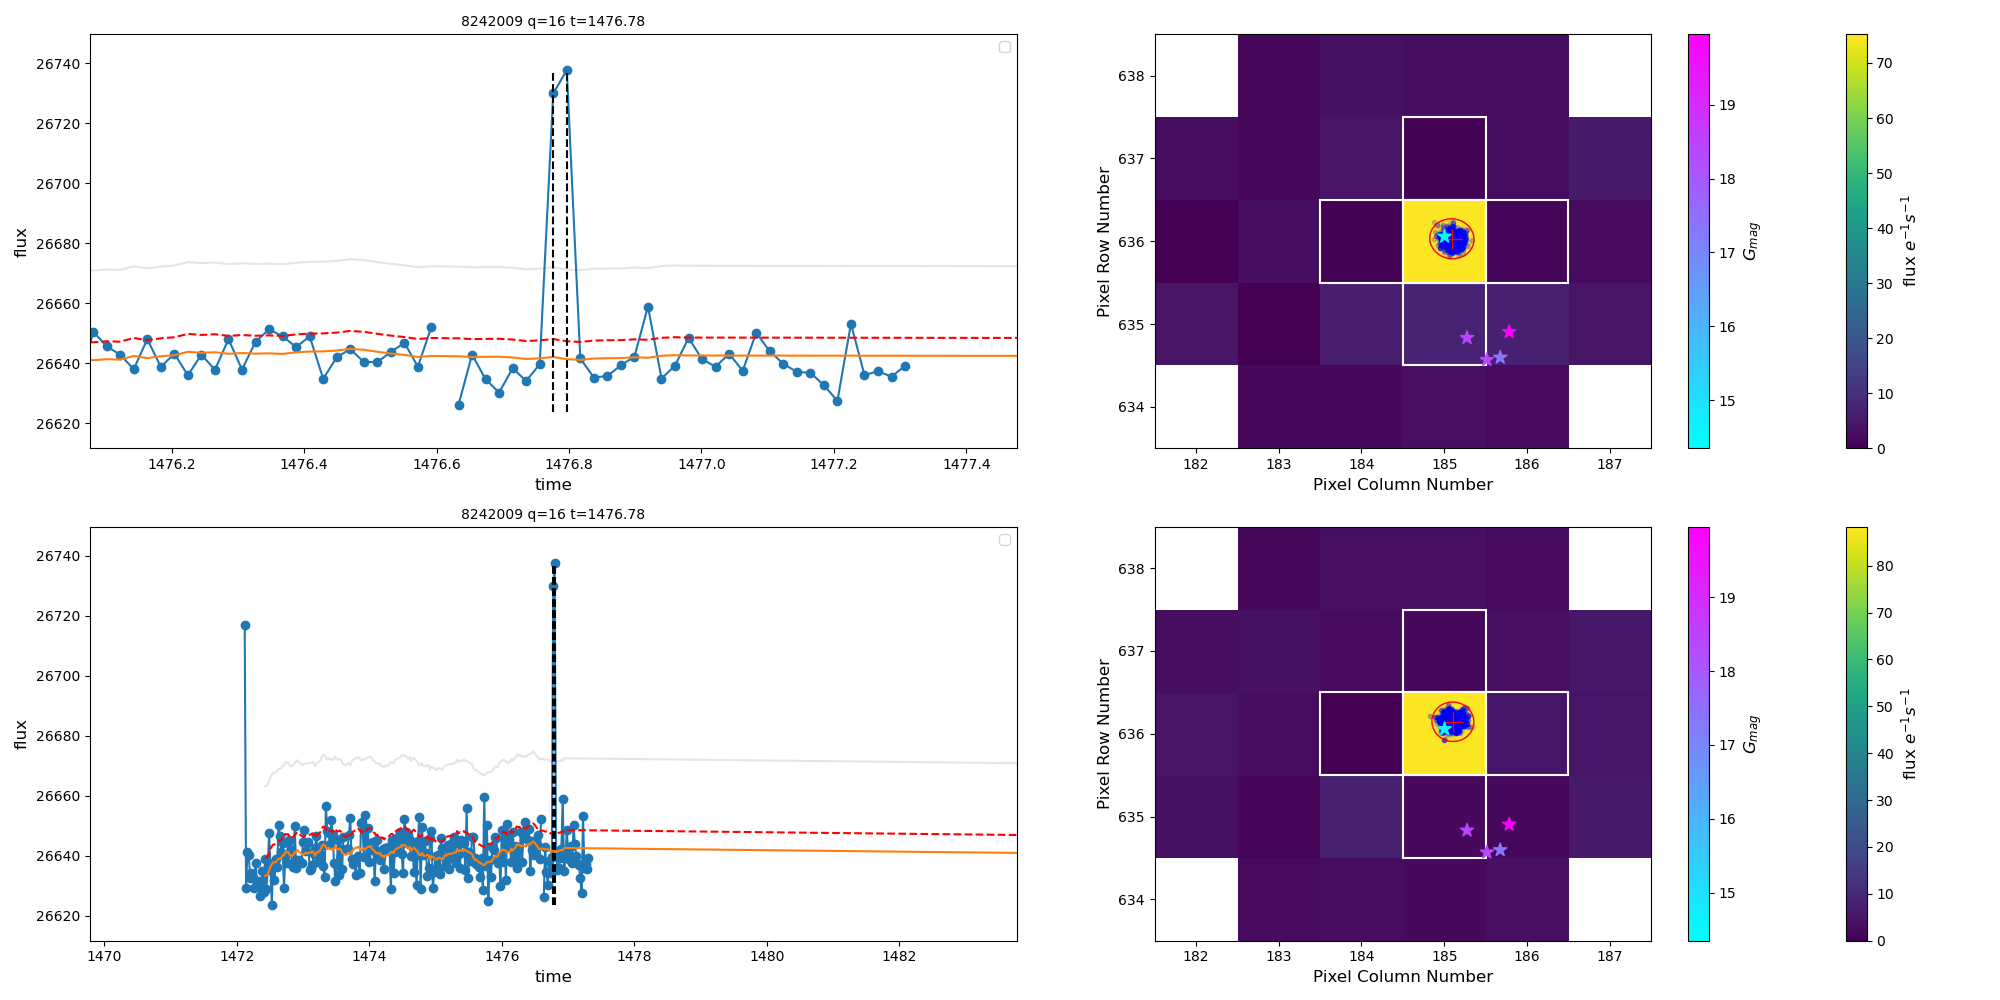 8242009 q=16 t=1476.78
26740
26720
26700
26680
26660
26640
26620
flux
1476.2 1476.4 1476.6 1476.8 1477.0 1477.2 1477.4
time
638
637
636
635
634
Pixel Row Number
182 183 184 185 186 187
Pixel Column Number
19
18
17
16
15
G_mag
70
60
50
40
30
20
10
0
flux e⁻¹s⁻¹
8242009 q=16 t=1476.78
26740
26720
26700
26680
26660
26640
26620
flux
1470 1472 1474 1476 1478 1480 1482
time
638
637
636
635
634
Pixel Row Number
182 183 184 185 186 187
Pixel Column Number
19
18
17
16
15
G_mag
80
70
60
50
40
30
20
10
0
flux e⁻¹s⁻¹